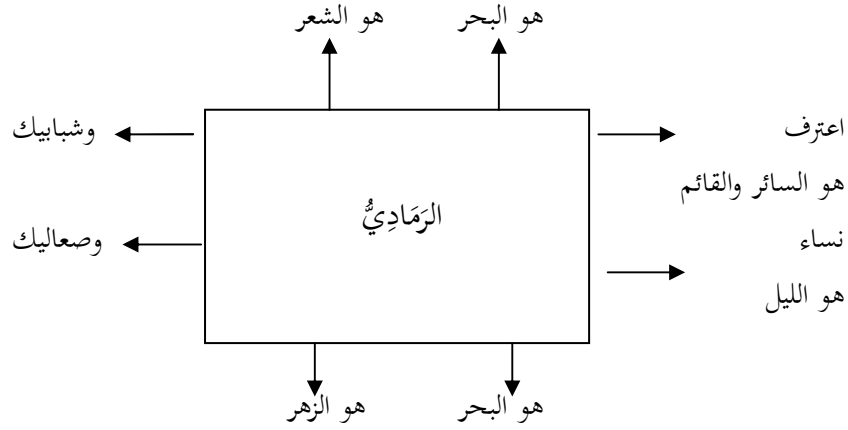 هو البحر
هو الشعر
اعترف
وشبابيك
هو السائر والقائم
الرَمَادِيُّ
نساء
وصعاليك
هو الليل
هو البحر
هو الزهر